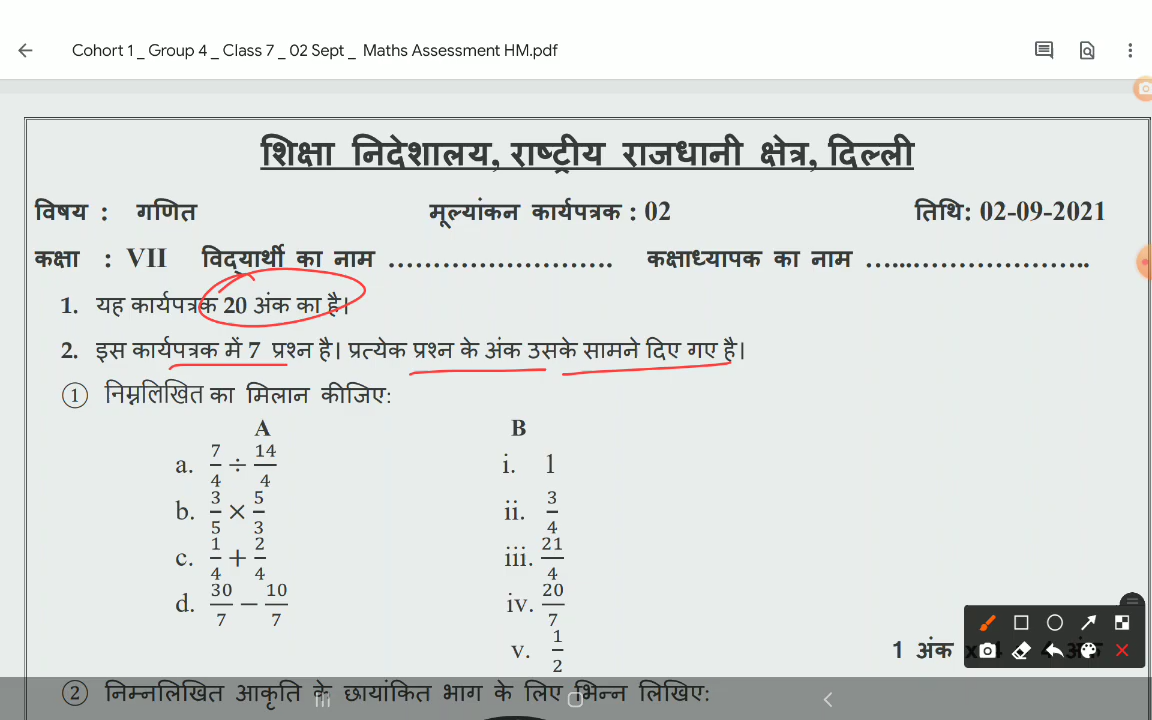 Cohort 1 _ Group 4 _ Class 7 _ 02 Sept _ Maths Assessment HM.pdf
शिक्षा निदेशालय, राष्ट्रीय राजधानी क्षेत्र, दिल्ली
विषय : गणित मूल्यांकन कार्यपत्रक : 02 तिथि: 02-09-2021
कक्षा : VII विद्यार्थी का नाम ........................ कक्षाध्यापक का नाम ........................
1. यह कार्यपत्रक 20 अंक का है।
2. इस कार्यपत्रक में 7 प्रश्न है। प्रत्येक प्रश्न के अंक उसके सामने दिए गए है।
① निम्नलिखित का मिलान कीजिए:
A B
a. 7/4 ÷ 14/4 i. 1
b. 3/5 × 5/3 ii. 3/4
c. 1/4 + 2/4 iii. 21/4
d. 30/7 − 10/7 iv. 20/7
v. 1/2
1 अंक
② निम्नलिखित आकृति के छायांकित भाग के लिए भिन्न लिखिए: